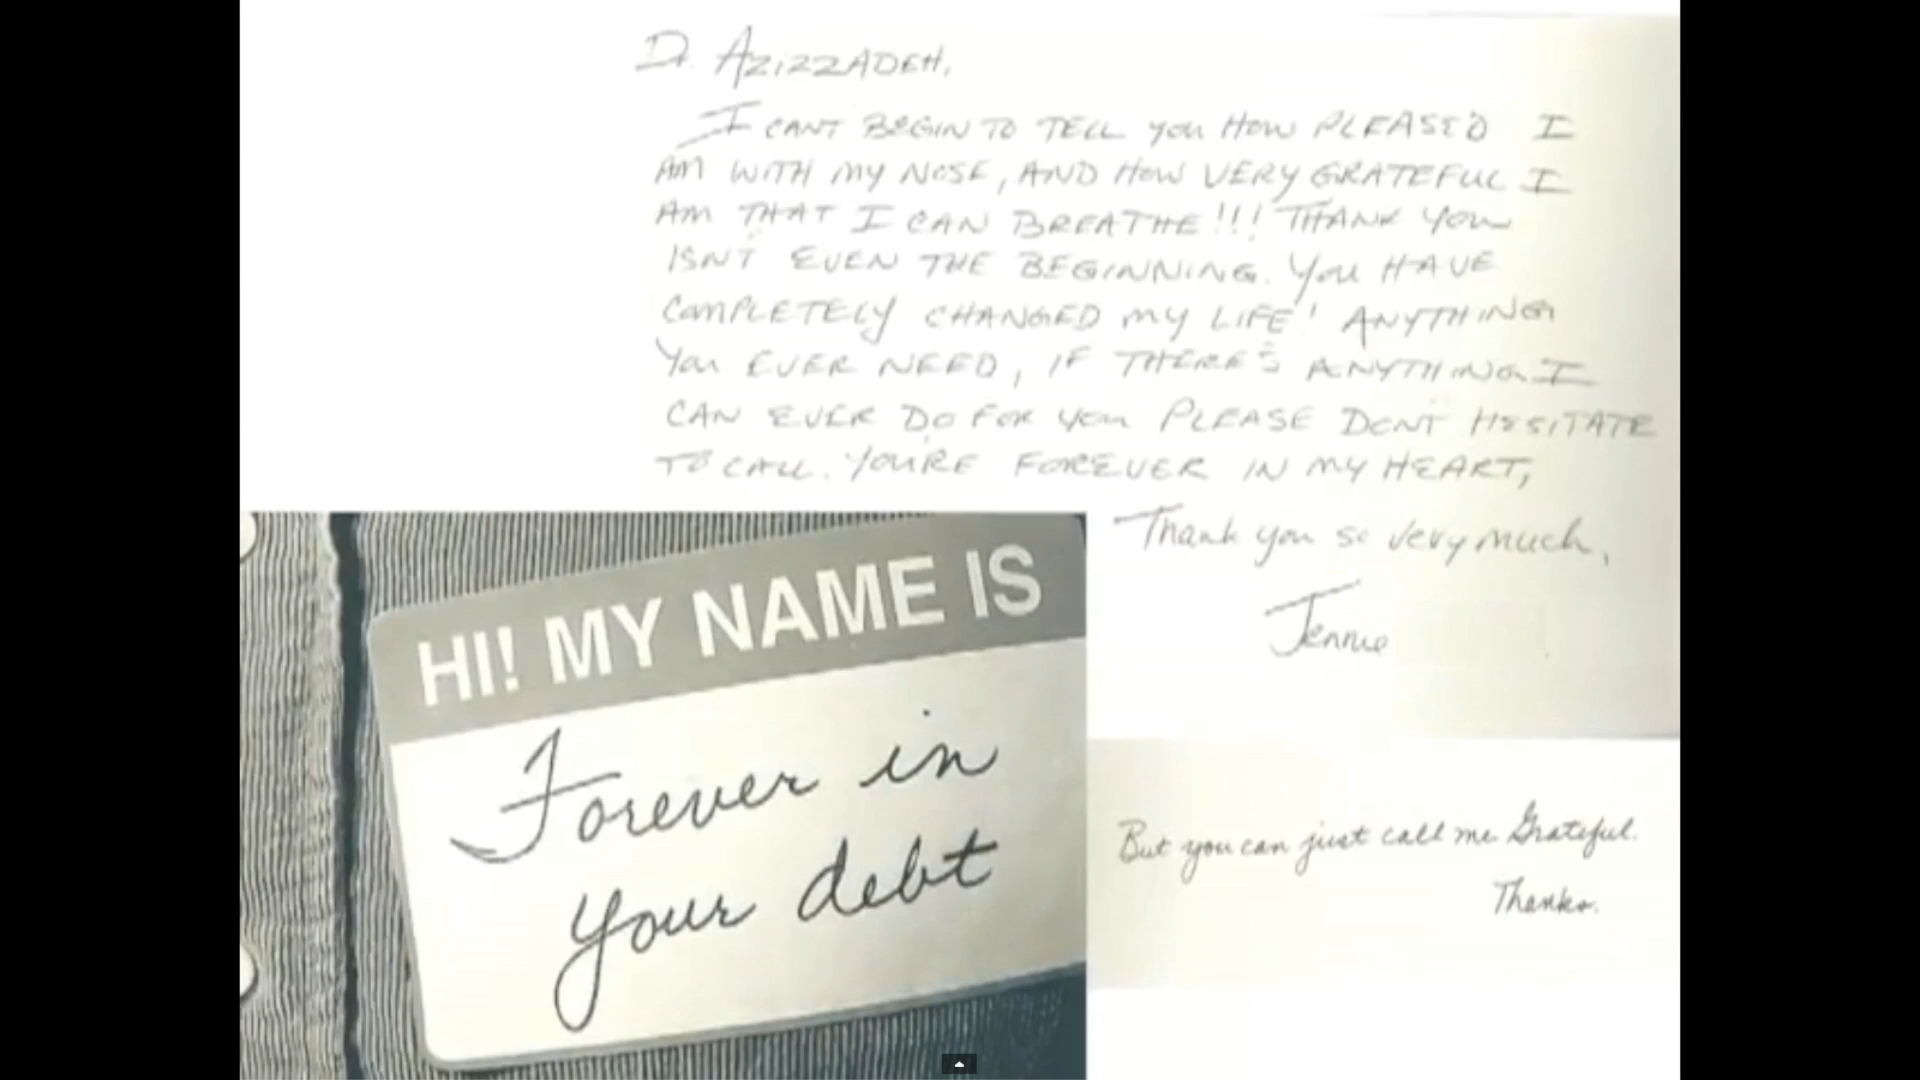 Dr. AZIZZADEH,
I CANT BEGIN TO TELL you HOW PLEASED I
AM WITH MY NOSE, AND HOW VERY GRATEFUL I
AM THAT I CAN BREATHE!!! THANK YOU
ISN'T EVEN THE BEGINNING. You HAVE
COMPLETELY CHANGED MY LIFE! ANYTHING
You EVER NEED, IF THERE'S ANYTHING I
CAN EVER DO FOR you PLEASE DON'T HESITATE
TO CALL. YOU'RE FOREVER IN MY HEART,
Thank you so very much,
Jennie
HI! MY NAME IS
Forever in
your debt
But you can just call me Grateful.
Thanks.